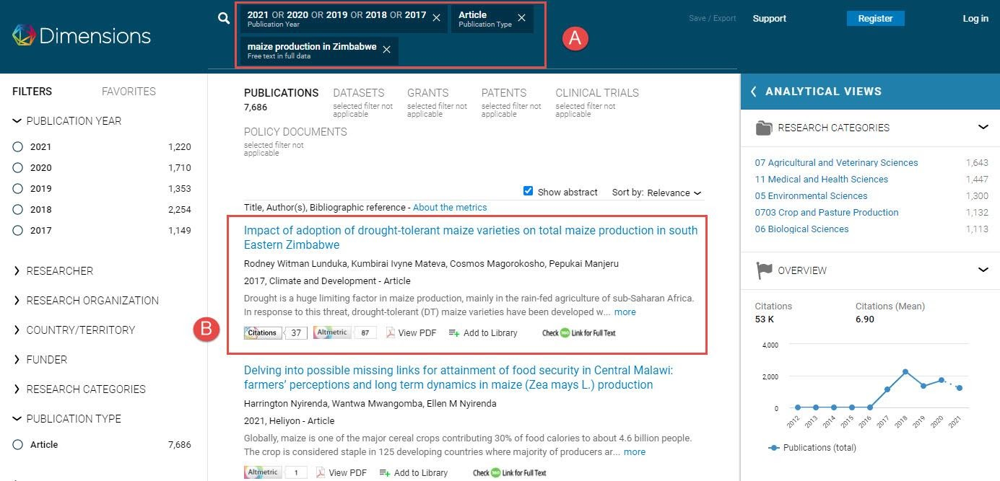 Dimensions
2021 OR 2020 OR 2019 OR 2018 OR 2017
Publication Year
Article
Publication Type
maize production in Zimbabwe
Free text in full data
A
Save / Export
Support
Register
Log in
FILTERS
FAVORITES
PUBLICATION YEAR
2021 1,220
2020 1,710
2019 1,353
2018 2,254
2017 1,149
RESEARCHER
RESEARCH ORGANIZATION
COUNTRY/TERRITORY
FUNDER
RESEARCH CATEGORIES
PUBLICATION TYPE
Article 7,686
PUBLICATIONS
7,686
DATASETS
selected filter not
applicable
GRANTS
selected filter not
applicable
PATENTS
selected filter not
applicable
CLINICAL TRIALS
selected filter not
applicable
POLICY DOCUMENTS
selected filter not
applicable
Show abstract
Sort by: Relevance
Title, Author(s), Bibliographic reference - About the metrics
Impact of adoption of drought-tolerant maize varieties on total maize production in south
Eastern Zimbabwe
Rodney Witman Lunduka, Kumbirai Ivyne Mateva, Cosmos Magorokosho, Pepukai Manjeru
2017, Climate and Development - Article
Drought is a huge limiting factor in maize production, mainly in the rain-fed agriculture of sub-Saharan Africa.
In response to this threat, drought-tolerant (DT) maize varieties have been developed w... more
B
Citations 37 Altmetric 87 View PDF Add to Library Check 360 Link for Full Text
Delving into possible missing links for attainment of food security in Central Malawi:
farmers’ perceptions and long term dynamics in maize (Zea mays L.) production
Harrington Nyirenda, Wantwa Mwangomba, Ellen M Nyirenda
2021, Heliyon - Article
Globally, maize is one of the major cereal crops contributing 30% of food calories to about 4.6 billion people.
The crop is considered staple in 125 developing countries where majority of producers ar... more
Altmetric 1 View PDF Add to Library Check 360 Link for Full Text
ANALYTICAL VIEWS
RESEARCH CATEGORIES
07 Agricultural and Veterinary Sciences 1,643
11 Medical and Health Sciences 1,447
05 Environmental Sciences 1,300
0703 Crop and Pasture Production 1,132
06 Biological Sciences 1,113
OVERVIEW
Citations
53 K
Citations (Mean)
6.90
4,000
2,000
0
2012 2013 2014 2015 2016 2017 2018 2019 2020 2021
Publications (total)